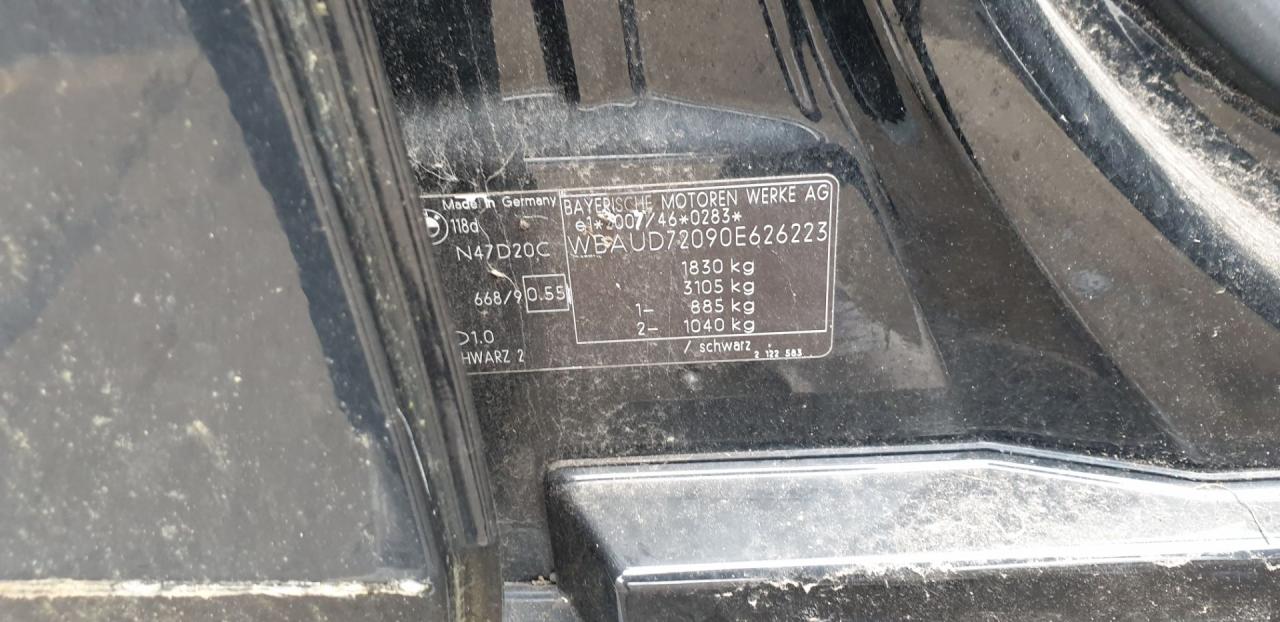 Made in Germany
118d
N47D20C
668/9 0.55
D1.0
HWARZ 2
BAYERISCHE MOTOREN WERKE AG
e1*2007/46*0283*
WBAUD72090E626223
1830 kg
3105 kg
1- 885 kg
2- 1040 kg
/ schwarz
2 122 583